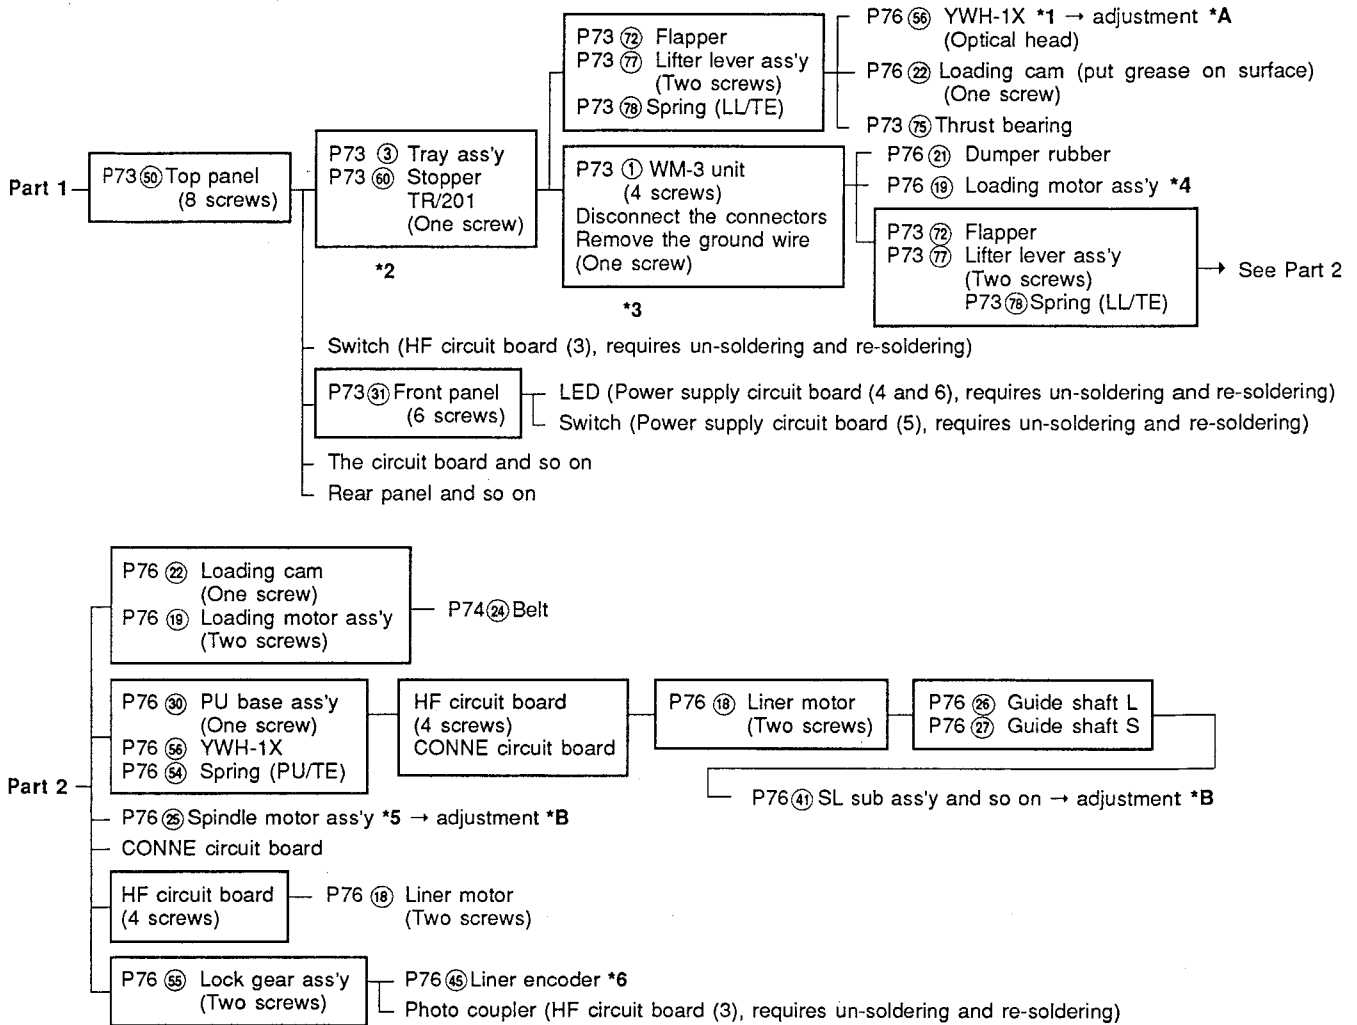 Part 1
P73 50 Top panel
(8 screws)
P73 3 Tray ass'y
P73 60 Stopper
TR/201
(One screw)
*2
P73 72 Flapper
P73 77 Lifter lever ass'y
(Two screws)
P73 78 Spring (LL/TE)
P76 56 YWH-1X *1 → adjustment *A
(Optical head)
P76 22 Loading cam (put grease on surface)
(One screw)
P73 75 Thrust bearing
P73 1 WM-3 unit
(4 screws)
Disconnect the connectors
Remove the ground wire
(One screw)
*3
P76 21 Dumper rubber
P76 19 Loading motor ass'y *4
P73 72 Flapper
P73 77 Lifter lever ass'y
(Two screws)
P73 78 Spring (LL/TE)
See Part 2
Switch (HF circuit board (3), requires un-soldering and re-soldering)
P73 31 Front panel
(6 screws)
LED (Power supply circuit board (4 and 6), requires un-soldering and re-soldering)
Switch (Power supply circuit board (5), requires un-soldering and re-soldering)
The circuit board and so on
Rear panel and so on
Part 2
P76 22 Loading cam
(One screw)
P76 19 Loading motor ass'y
(Two screws)
P74 24 Belt
P76 30 PU base ass'y
(One screw)
P76 56 YWH-1X
P76 54 Spring (PU/TE)
HF circuit board
(4 screws)
CONNE circuit board
P76 18 Liner motor
(Two screws)
P76 26 Guide shaft L
P76 27 Guide shaft S
P76 41 SL sub ass'y and so on → adjustment *B
P76 25 Spindle motor ass'y *5 → adjustment *B
CONNE circuit board
HF circuit board
(4 screws)
P76 18 Liner motor
(Two screws)
P76 55 Lock gear ass'y
(Two screws)
P76 45 Liner encoder *6
Photo coupler (HF circuit board (3), requires un-soldering and re-soldering)